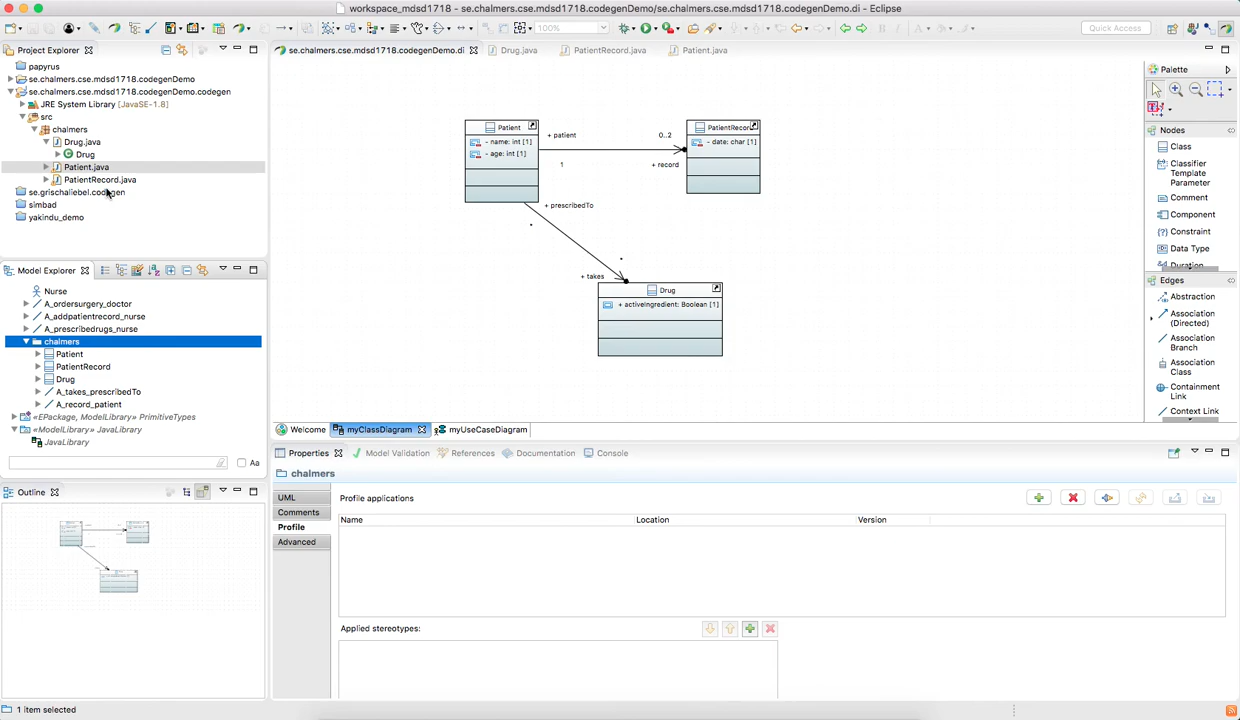 workspace_mdsd1718 - se.chalmers.cse.mdsd1718.codegenDemo/se.chalmers.cse.mdsd1718.codegenDemo.di - Eclipse
100%
Quick Access
Project Explorer
papyrus
se.chalmers.cse.mdsd1718.codegenDemo
se.chalmers.cse.mdsd1718.codegenDemo.codegen
JRE System Library [JavaSE-1.8]
src
chalmers
Drug.java
Drug
Patient.java
PatientRecord.java
se.grischaliebel.codegen
simbad
yakindu_demo
Model Explorer
Nurse
A_ordersurgery_doctor
A_addpatientrecord_nurse
A_prescribedrugs_nurse
chalmers
Patient
PatientRecord
Drug
A_takes_prescribedTo
A_record_patient
«EPackage, ModelLibrary» PrimitiveTypes
«ModelLibrary» JavaLibrary
JavaLibrary
Aa
Outline
1 item selected
se.chalmers.cse.mdsd1718.codegenDemo.di
Drug.java
PatientRecord.java
Patient.java
Patient
- name: int [1]
- age: int [1]
+ patient
1
0..2
+ record
PatientRecord
- date: char [1]
+ prescribedTo
*
*
+ takes
Drug
+ activeIngredient: Boolean [1]
Palette
Nodes
Class
Classifier
Template
Parameter
Comment
Component
Constraint
Data Type
Duration
Edges
Abstraction
Association
(Directed)
Association
Branch
Association
Class
Containment
Link
Context Link
Welcome
myClassDiagram
myUseCaseDiagram
Properties
Model Validation
References
Documentation
Console
chalmers
UML
Comments
Profile
Advanced
Profile applications
Name
Location
Version
Applied stereotypes: